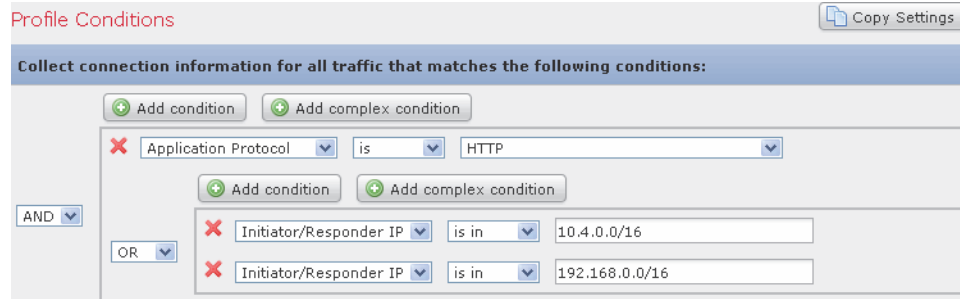 Profile Conditions
Copy Settings
Collect connection information for all traffic that matches the following conditions:
Add condition Add complex condition
Application Protocol is HTTP
Add condition Add complex condition
AND
Initiator/Responder IP is in 10.4.0.0/16
OR
Initiator/Responder IP is in 192.168.0.0/16